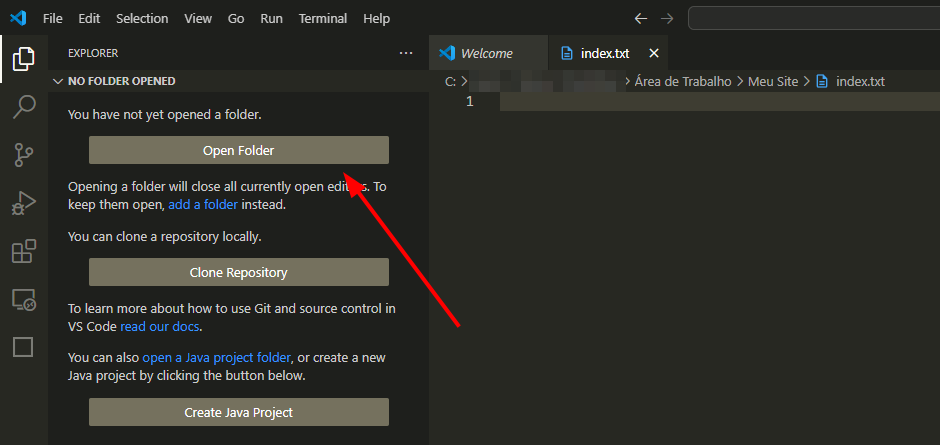 File Edit Selection View Go Run Terminal Help
EXPLORER ···
NO FOLDER OPENED
You have not yet opened a folder.
Open Folder
Opening a folder will close all currently open editors. To
keep them open, add a folder instead.
You can clone a repository locally.
Clone Repository
To learn more about how to use Git and source control in
VS Code read our docs.
You can also open a Java project folder, or create a new
Java project by clicking the button below.
Create Java Project
Welcome index.txt
C: > > Área de Trabalho > Meu Site > index.txt
1